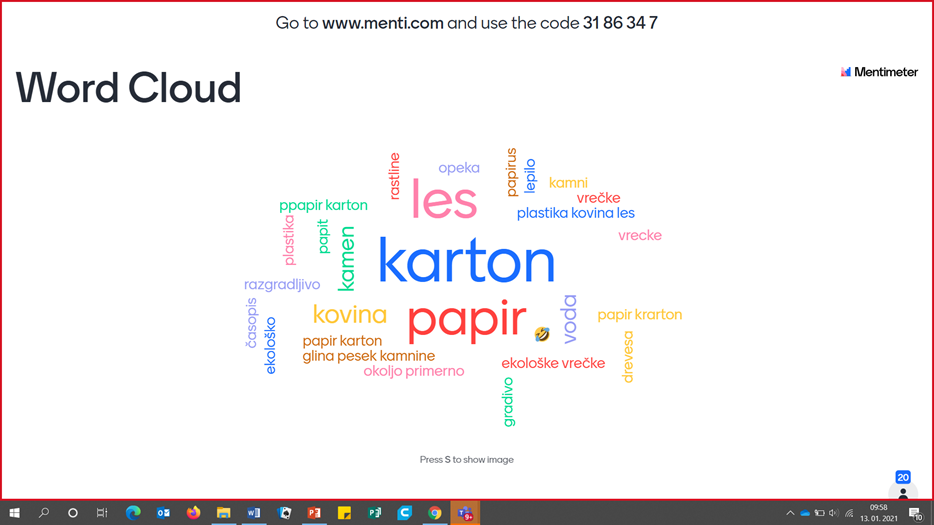 Go to www.menti.com and use the code 31 86 34 7
Word Cloud
Mentimeter
rastline
opeka
papirus
lepilo
kamni
vrečke
les
ppapir karton
plastika kovina les
plastika
papit
kamen
vrecke
karton
razgradljivo
časopis
ekološko
kovina
papir
voda
papir krarton
papir karton
drevesa
glina pesek kamnine
okoljo primerno
ekološke vrečke
gradivo
Press S to show image
20
09:58
13. 01. 2021
9+
10